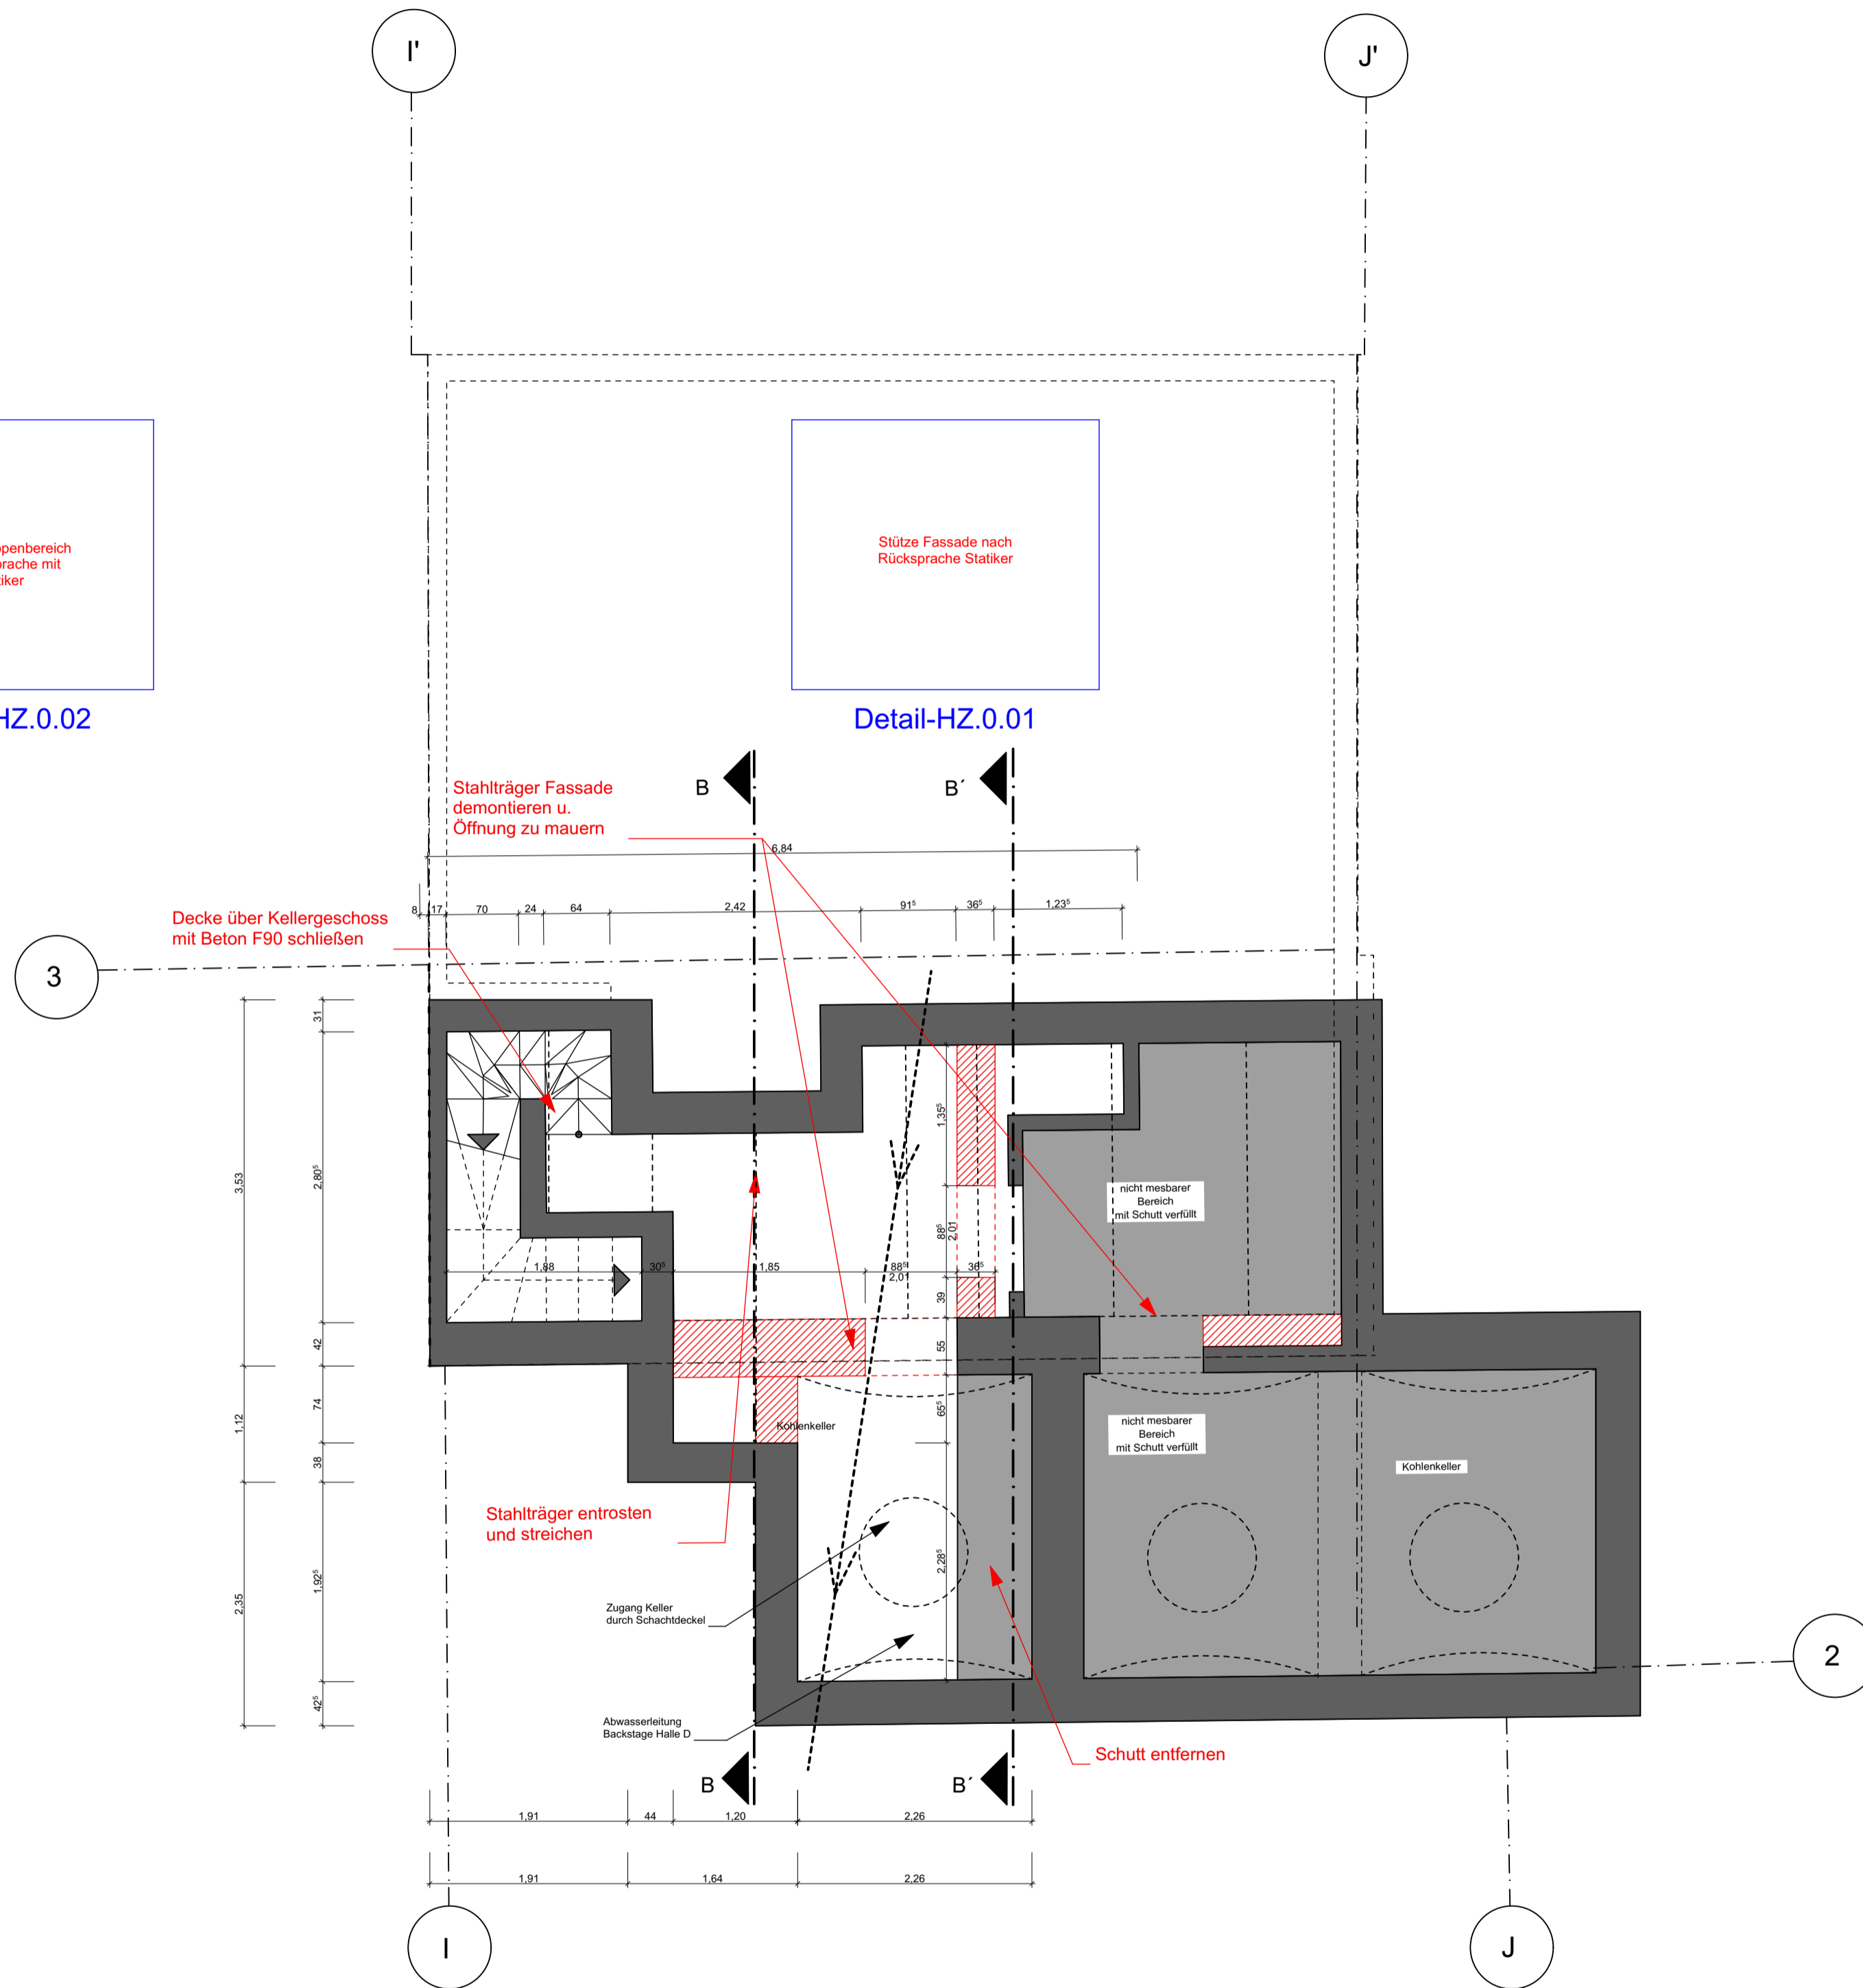 I'
J'
Stütze Fassade nach
Rücksprache Statiker
prache mit
HZ.0.02
Detail-HZ.0.01
B
B´
Stahlträger Fassade
demontieren u.
Öffnung zu mauern
6,84
8
17
70
24
64
2,42
91⁵
36⁵
1,23⁵
Decke über Kellergeschoss
mit Beton F90 schließen
3
31
3,53
2,80⁵
1,35⁵
nicht mesbarer
Bereich
mit Schutt verfüllt
88⁵
2,01
1,88
30⁵
1,85
88⁵
2,01
36⁵
39
42
55
74
1,12
65⁵
Kohlenkeller
nicht mesbarer
Bereich
mit Schutt verfüllt
38
Kohlenkeller
Stahlträger entrosten
und streichen
2,28⁵
1,92⁵
2,35
Zugang Keller
durch Schachtdeckel
2
42⁵
Abwasserleitung
Backstage Halle D
Schutt entfernen
B
B´
1,91
44
1,20
2,26
1,91
1,64
2,26
I
J